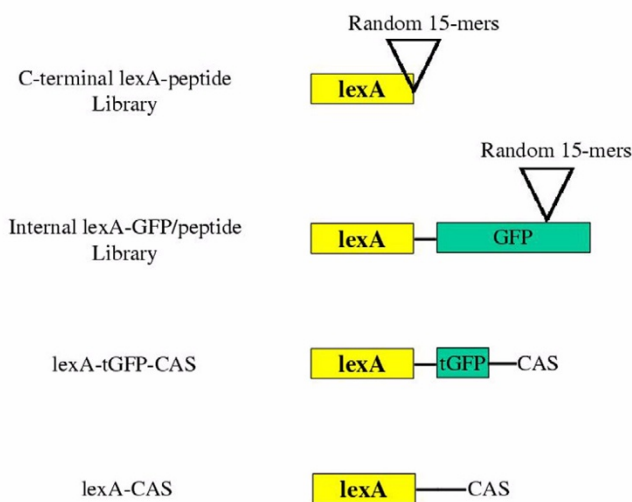 Random 15-mers
C-terminal lexA-peptide
Library
lexA
Random 15-mers
Internal lexA-GFP/peptide
Library
lexA
GFP
lexA-tGFP-CAS
lexA
tGFP
CAS
lexA-CAS
lexA
CAS